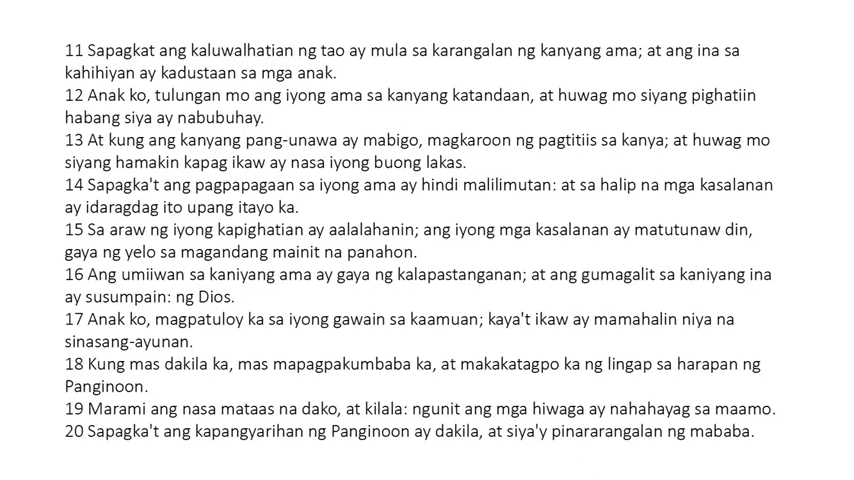 11 Sapagkat ang kaluwalhatian ng tao ay mula sa karangalan ng kanyang ama; at ang ina sa
kahihiyan ay kadustaan sa mga anak.
12 Anak ko, tulungan mo ang iyong ama sa kanyang katandaan, at huwag mo siyang pighatiin
habang siya ay nabubuhay.
13 At kung ang kanyang pang-unawa ay mabigo, magkaroon ng pagtitiis sa kanya; at huwag mo
siyang hamakin kapag ikaw ay nasa iyong buong lakas.
14 Sapagka't ang pagpapagaan sa iyong ama ay hindi malilimutan: at sa halip na mga kasalanan
ay idaragdag ito upang itayo ka.
15 Sa araw ng iyong kapighatian ay aalalahanin; ang iyong mga kasalanan ay matutunaw din,
gaya ng yelo sa magandang mainit na panahon.
16 Ang umiiwan sa kaniyang ama ay gaya ng kalapastanganan; at ang gumagalit sa kaniyang ina
ay susumpain: ng Dios.
17 Anak ko, magpatuloy ka sa iyong gawain sa kaamuan; kaya't ikaw ay mamahalin niya na
sinasang-ayunan.
18 Kung mas dakila ka, mas mapagpakumbaba ka, at makakatagpo ka ng lingap sa harapan ng
Panginoon.
19 Marami ang nasa mataas na dako, at kilala: ngunit ang mga hiwaga ay nahahayag sa maamo.
20 Sapagka't ang kapangyarihan ng Panginoon ay dakila, at siya'y pinararangalan ng mababa.